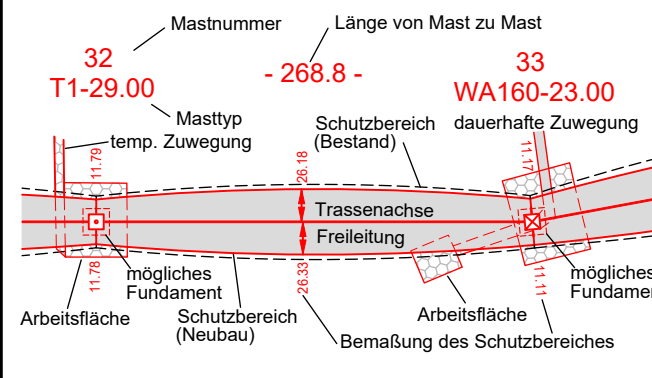 Mastnummer
Länge von Mast zu Mast
32
T1-29.00
- 268.8 -
33
WA160-23.00
Masttyp
temp. Zuwegung
Schutzbereich
(Bestand)
dauerhafte Zuwegung
11.79
26.18
11.17
Trassenachse
Freileitung
11.78
26.33
11.11
mögliches
Fundament
mögliches
Fundamen
Arbeitsfläche
Schutzbereich
(Neubau)
Arbeitsfläche
Bemaßung des Schutzbereiches